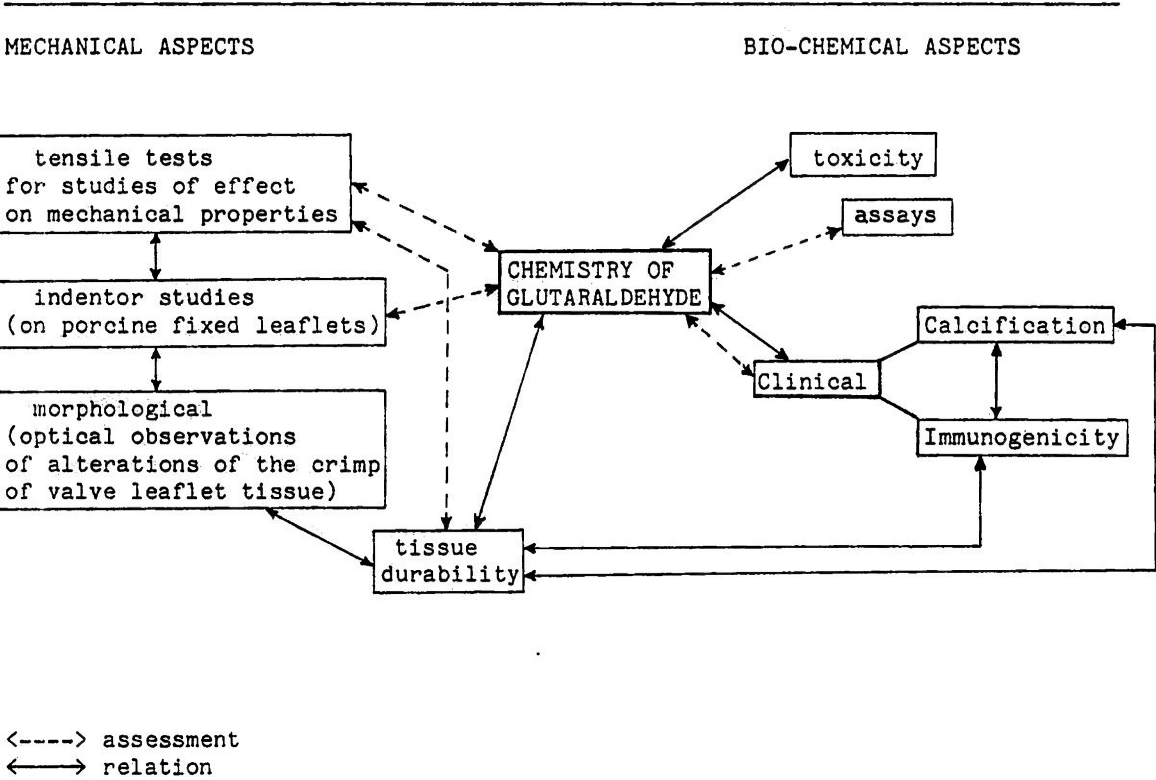 MECHANICAL ASPECTS
BIO-CHEMICAL ASPECTS
tensile tests
for studies of effect
on mechanical properties
toxicity
assays
CHEMISTRY OF
GLUTARALDEHYDE
indentor studies
(on porcine fixed leaflets)
Calcification
Clinical
morphological
(optical observations
of alterations of the crimp
of valve leaflet tissue)
Immunogenicity
tissue
durability
<----> assessment
<----> relation